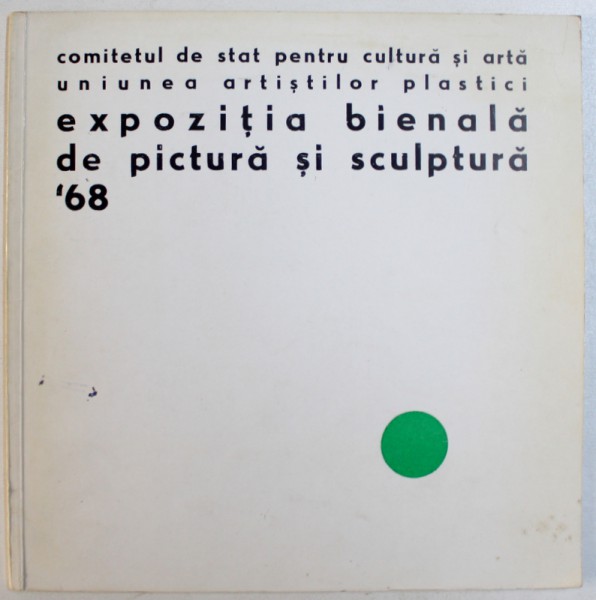 comitetul de stat pentru cultură și artă
uniunea artiștilor plastici
expoziția bienală
de pictură și sculptură
'68